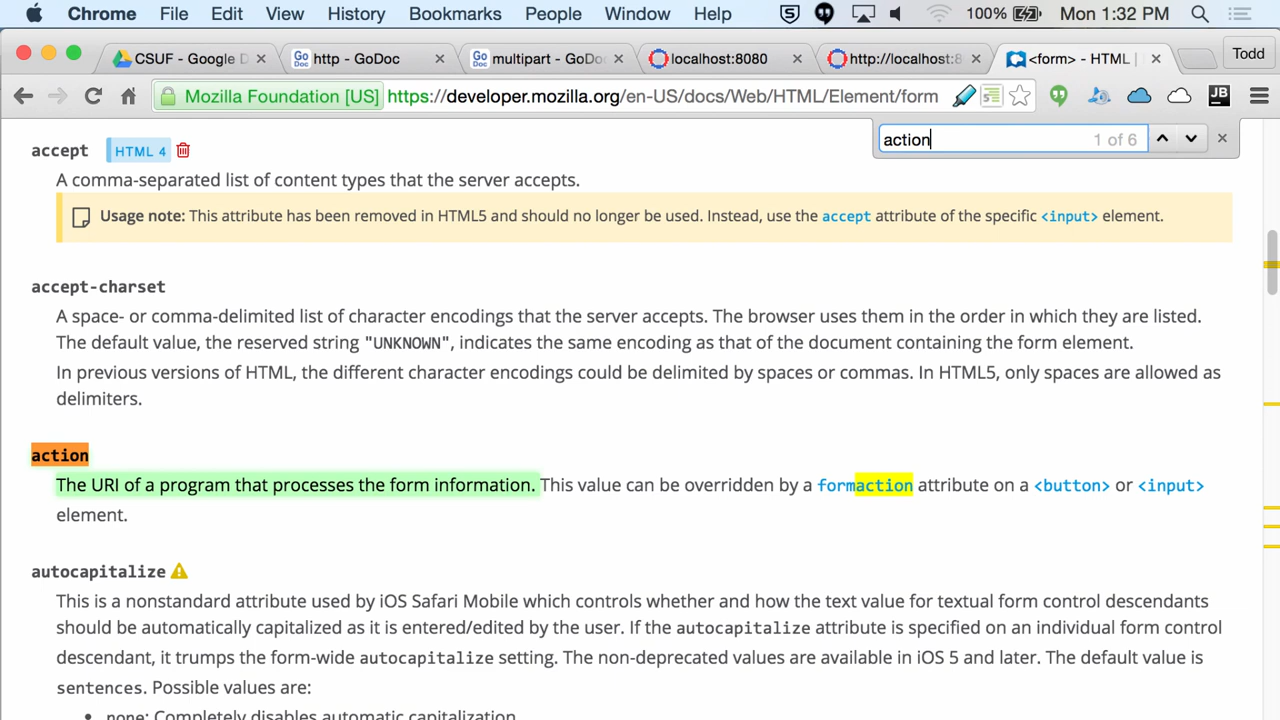 Chrome File Edit View History Bookmarks People Window Help 100% Mon 1:32 PM
CSUF - Google D http - GoDoc multipart - GoDoc localhost:8080 http://localhost:8 <form> - HTML | Todd
Mozilla Foundation [US] https://developer.mozilla.org/en-US/docs/Web/HTML/Element/form JB
action 1 of 6
accept HTML 4
A comma-separated list of content types that the server accepts.
Usage note: This attribute has been removed in HTML5 and should no longer be used. Instead, use the accept attribute of the specific <input> element.
accept-charset
A space- or comma-delimited list of character encodings that the server accepts. The browser uses them in the order in which they are listed.
The default value, the reserved string "UNKNOWN", indicates the same encoding as that of the document containing the form element.
In previous versions of HTML, the different character encodings could be delimited by spaces or commas. In HTML5, only spaces are allowed as
delimiters.
action
The URI of a program that processes the form information. This value can be overridden by a formaction attribute on a <button> or <input>
element.
autocapitalize
This is a nonstandard attribute used by iOS Safari Mobile which controls whether and how the text value for textual form control descendants
should be automatically capitalized as it is entered/edited by the user. If the autocapitalize attribute is specified on an individual form control
descendant, it trumps the form-wide autocapitalize setting. The non-deprecated values are available in iOS 5 and later. The default value is
sentences. Possible values are:
• none: Completely disables automatic capitalization